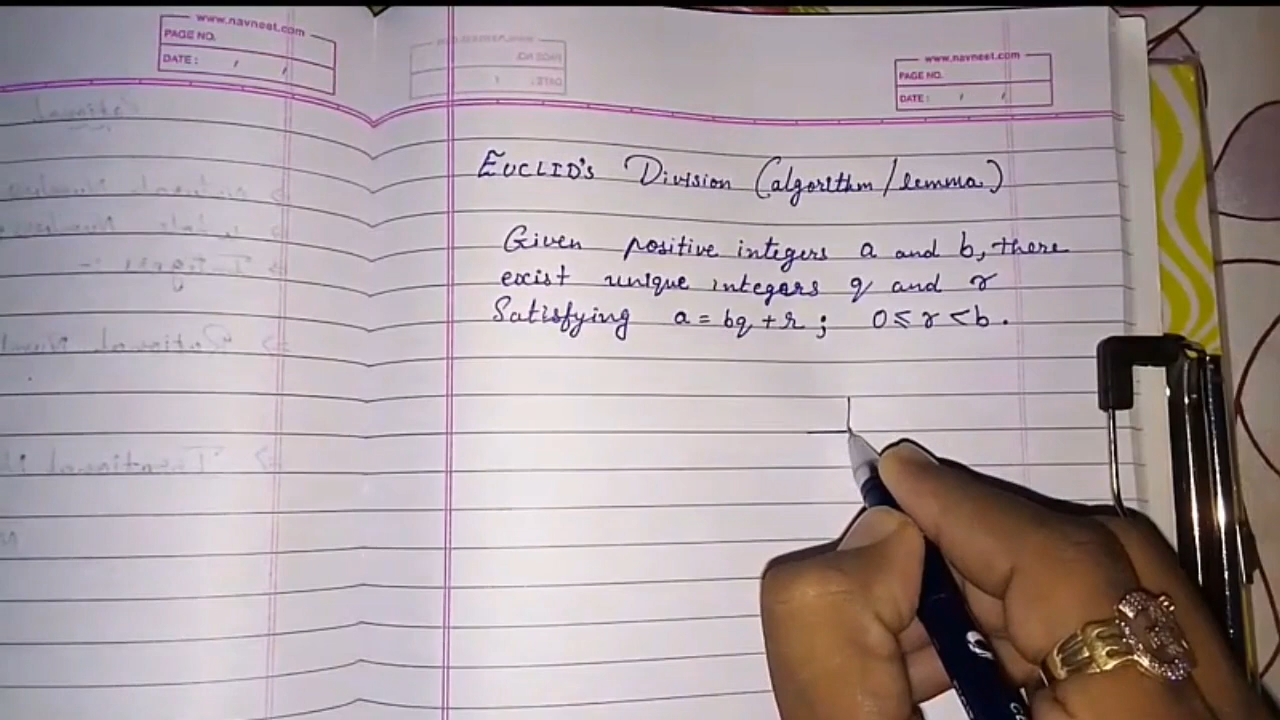 www.navneet.com
PAGE NO.
DATE : / /
www.navneet.com
PAGE NO.
DATE : / /
EUCLID's Division (algorithm/lemma)
Given positive integers a and b, there
exist unique integers q and r
Satisfying a = bq + r ; 0 ≤ r < b .